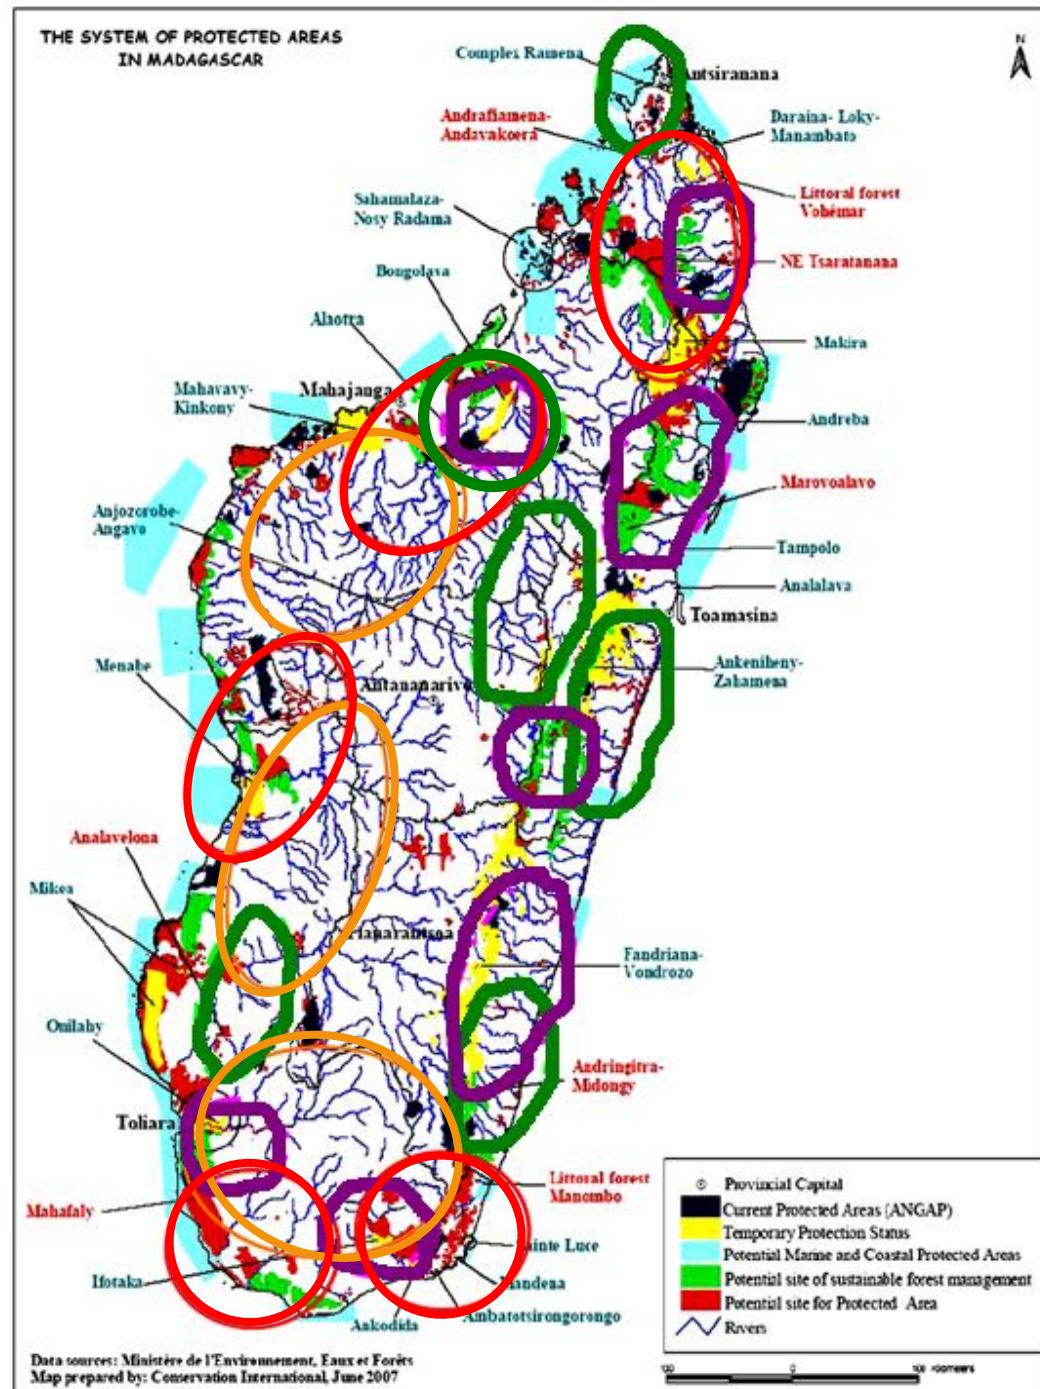 THE SYSTEM OF PROTECTED AREAS
IN MADAGASCAR
N
Complex Ramena
Antsiranana
Andrafiamena-
Andavakoera
Daraina- Loky-
Manambato
Sahamalaza-
Nosy Radama
Littoral forest
Vohémar
NE Tsaratanana
Bongolava
Alaotra
Makira
Mahavavy-
Kinkony
Mahajanga
Andreba
Marovoalavo
Anjozorobe-
Angavo
Tampolo
Analalava
Toamasina
Menabe
Antananarivo
Ankeniheny-
Zahamena
Analavelona
Mikea
Fianarantsoa
Fandriana-
Vondrozo
Onilahy
Andringitra-
Midongy
Toliara
Littoral forest
Manombo
Mahafaly
Sainte Luce
Ifotaka
Mandena
Ambatotsirongorongo
Ankodida
Provincial Capital
Current Protected Areas (ANGAP)
Temporary Protection Status
Potential Marine and Coastal Protected Areas
Potential site of sustainable forest management
Potential site for Protected Area
Rivers
Data sources: Ministère de l'Environnement, Eaux et Forêts
Map prepared by: Conservation International, June 2007
100 0 100 Kilometers